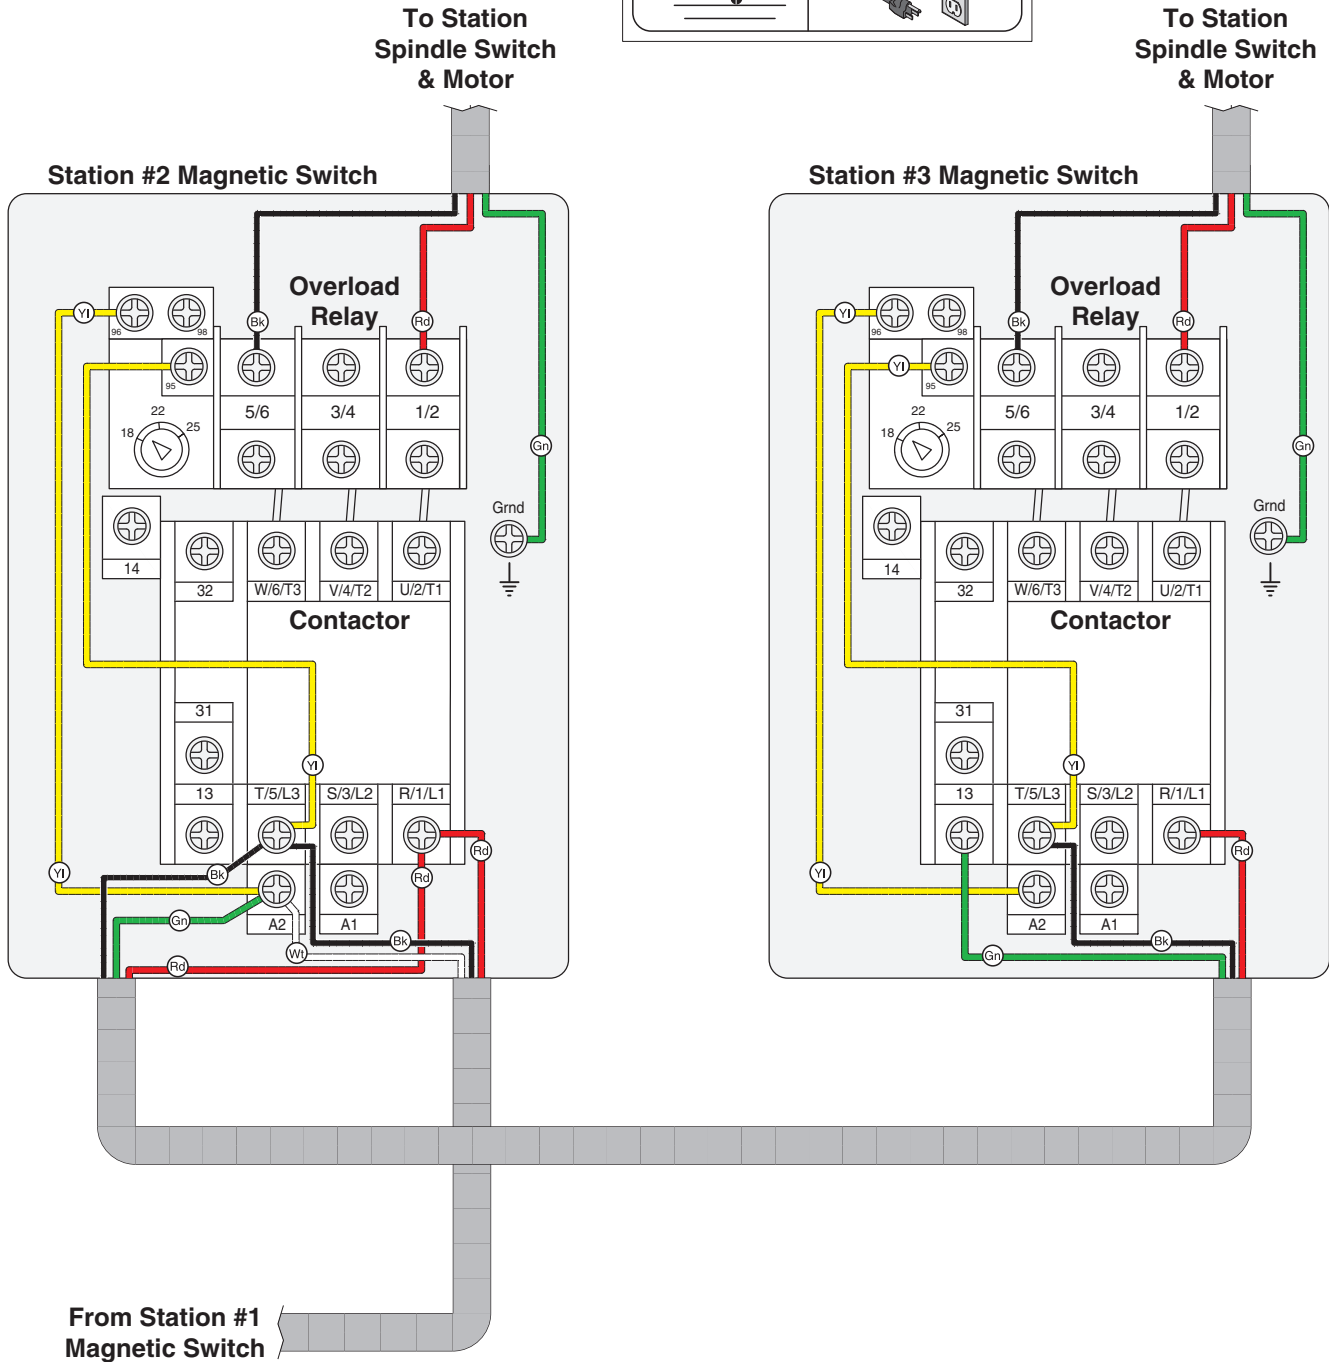 To Station
Spindle Switch
& Motor
To Station
Spindle Switch
& Motor
Station #2 Magnetic Switch
Station #3 Magnetic Switch
Overload
Relay
Yl
96
98
Bk
Rd
95
5/6
3/4
1/2
22
18
25
Gn
Grnd
14
32
W/6/T3
V/4/T2
U/2/T1
Contactor
31
Yl
13
T/5/L3
S/3/L2
R/1/L1
Rd
Yl
Bk
Rd
Gn
A2
A1
Bk
Wt
Rd
Overload
Relay
Yl
96
98
Bk
Rd
Yl
95
5/6
3/4
1/2
22
18
25
Gn
Grnd
14
32
W/6/T3
V/4/T2
U/2/T1
Contactor
31
Yl
13
T/5/L3
S/3/L2
R/1/L1
Rd
Yl
A2
A1
Bk
Gn
From Station #1
Magnetic Switch